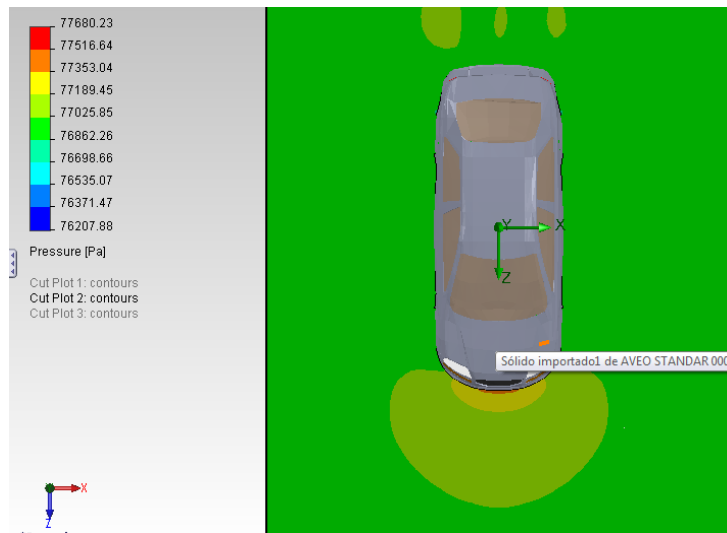 77680.23
77516.64
77353.04
77189.45
77025.85
76862.26
76698.66
76535.07
76371.47
76207.88
Pressure [Pa]
Cut Plot 1: contours
Cut Plot 2: contours
Cut Plot 3: contours
Y
X
Z
Sólido importado1 de AVEO STANDAR 000
X
Z